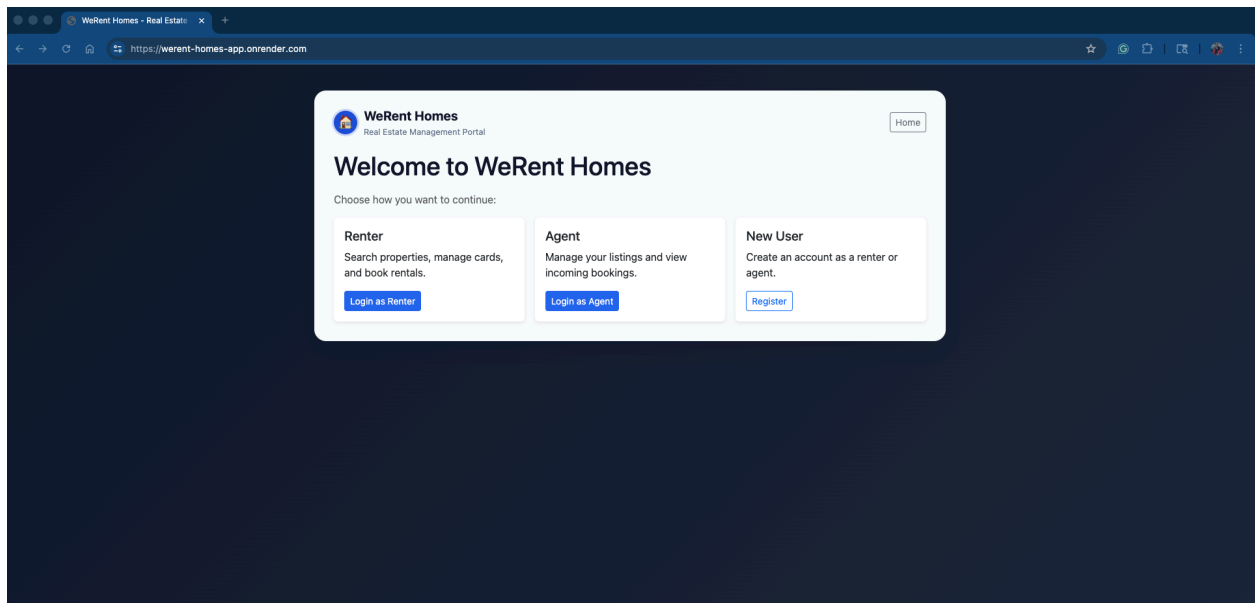 WeRent Homes - Real Estate
https://werent-homes-app.onrender.com
WeRent Homes
Real Estate Management Portal
Home
Welcome to WeRent Homes
Choose how you want to continue:
Renter
Search properties, manage cards,
and book rentals.
Login as Renter
Agent
Manage your listings and view
incoming bookings.
Login as Agent
New User
Create an account as a renter or
agent.
Register